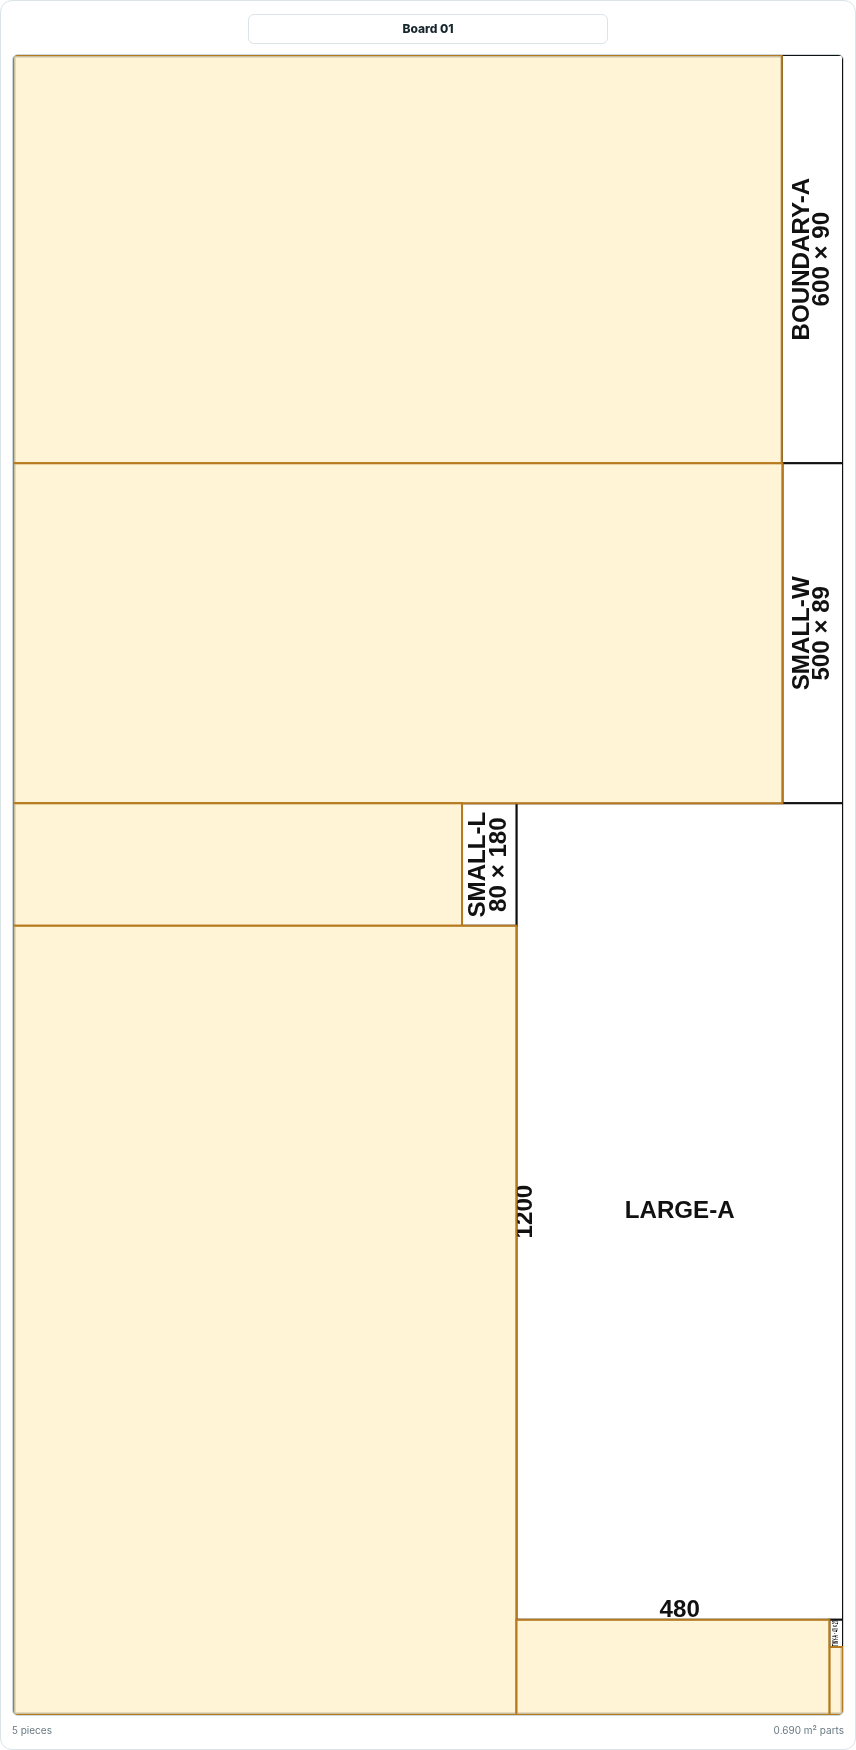 Board 01
BOUNDARY-A
600 × 90
SMALL-W
500 × 89
SMALL-L
80 × 180
1200
LARGE-A
480
5 pieces
0.690 m² parts